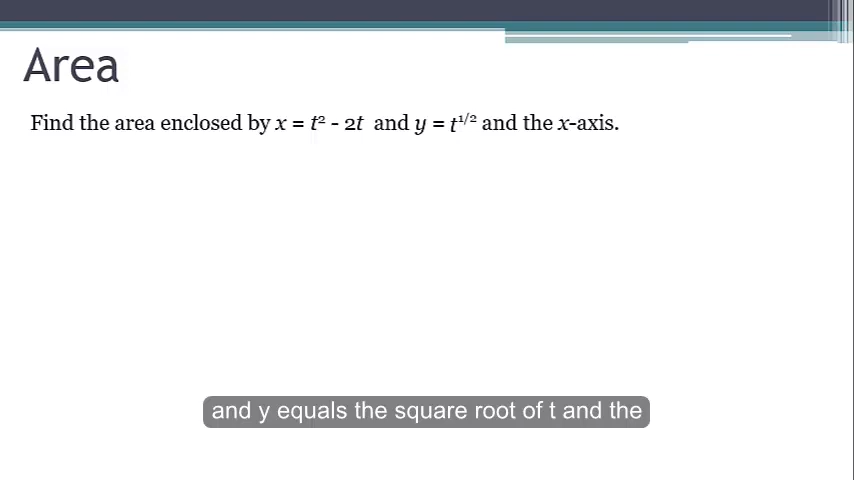 Area
Find the area enclosed by x = t² - 2t and y = t^1/2 and the x-axis.
and y equals the square root of t and the